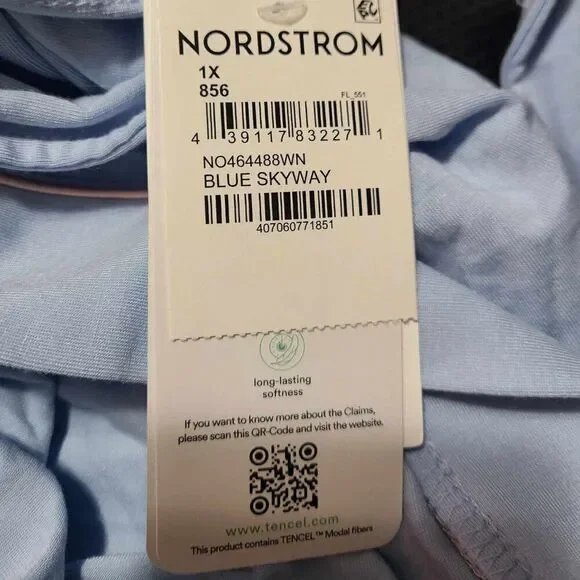 NORDSTROM
1X
856
FL_551
4 39117 83227 1
NO464488WN
BLUE SKYWAY
407060771851
long-lasting
softness
If you want to know more about the Claims,
please scan this QR-Code and visit the website.
www.tencel.com
This product contains TENCEL™ Modal fibers